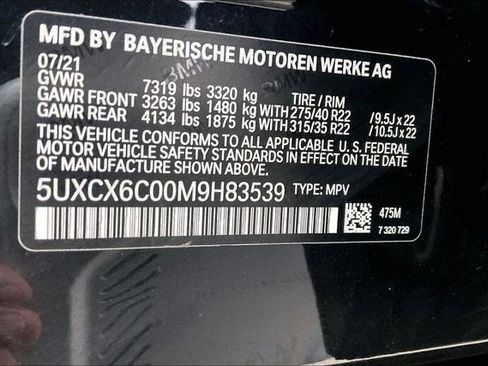 MFD BY BAYERISCHE MOTOREN WERKE AG
07/21
GVWR 7319 lbs 3320 kg TIRE / RIM
GAWR FRONT 3263 lbs 1480 kg WITH 275/40 R22 / 9.5J x 22
GAWR REAR 4134 lbs 1875 kg WITH 315/35 R22 / 10.5J x 22
THIS VEHICLE CONFORMS TO ALL APPLICABLE U. S. FEDERAL
MOTOR VEHICLE SAFETY STANDARDS IN EFFECT ON THE DATE
OF MANUFACTURE SHOWN ABOVE.
5UXCX6C00M9H83539 TYPE: MPV
475M
7 320 729